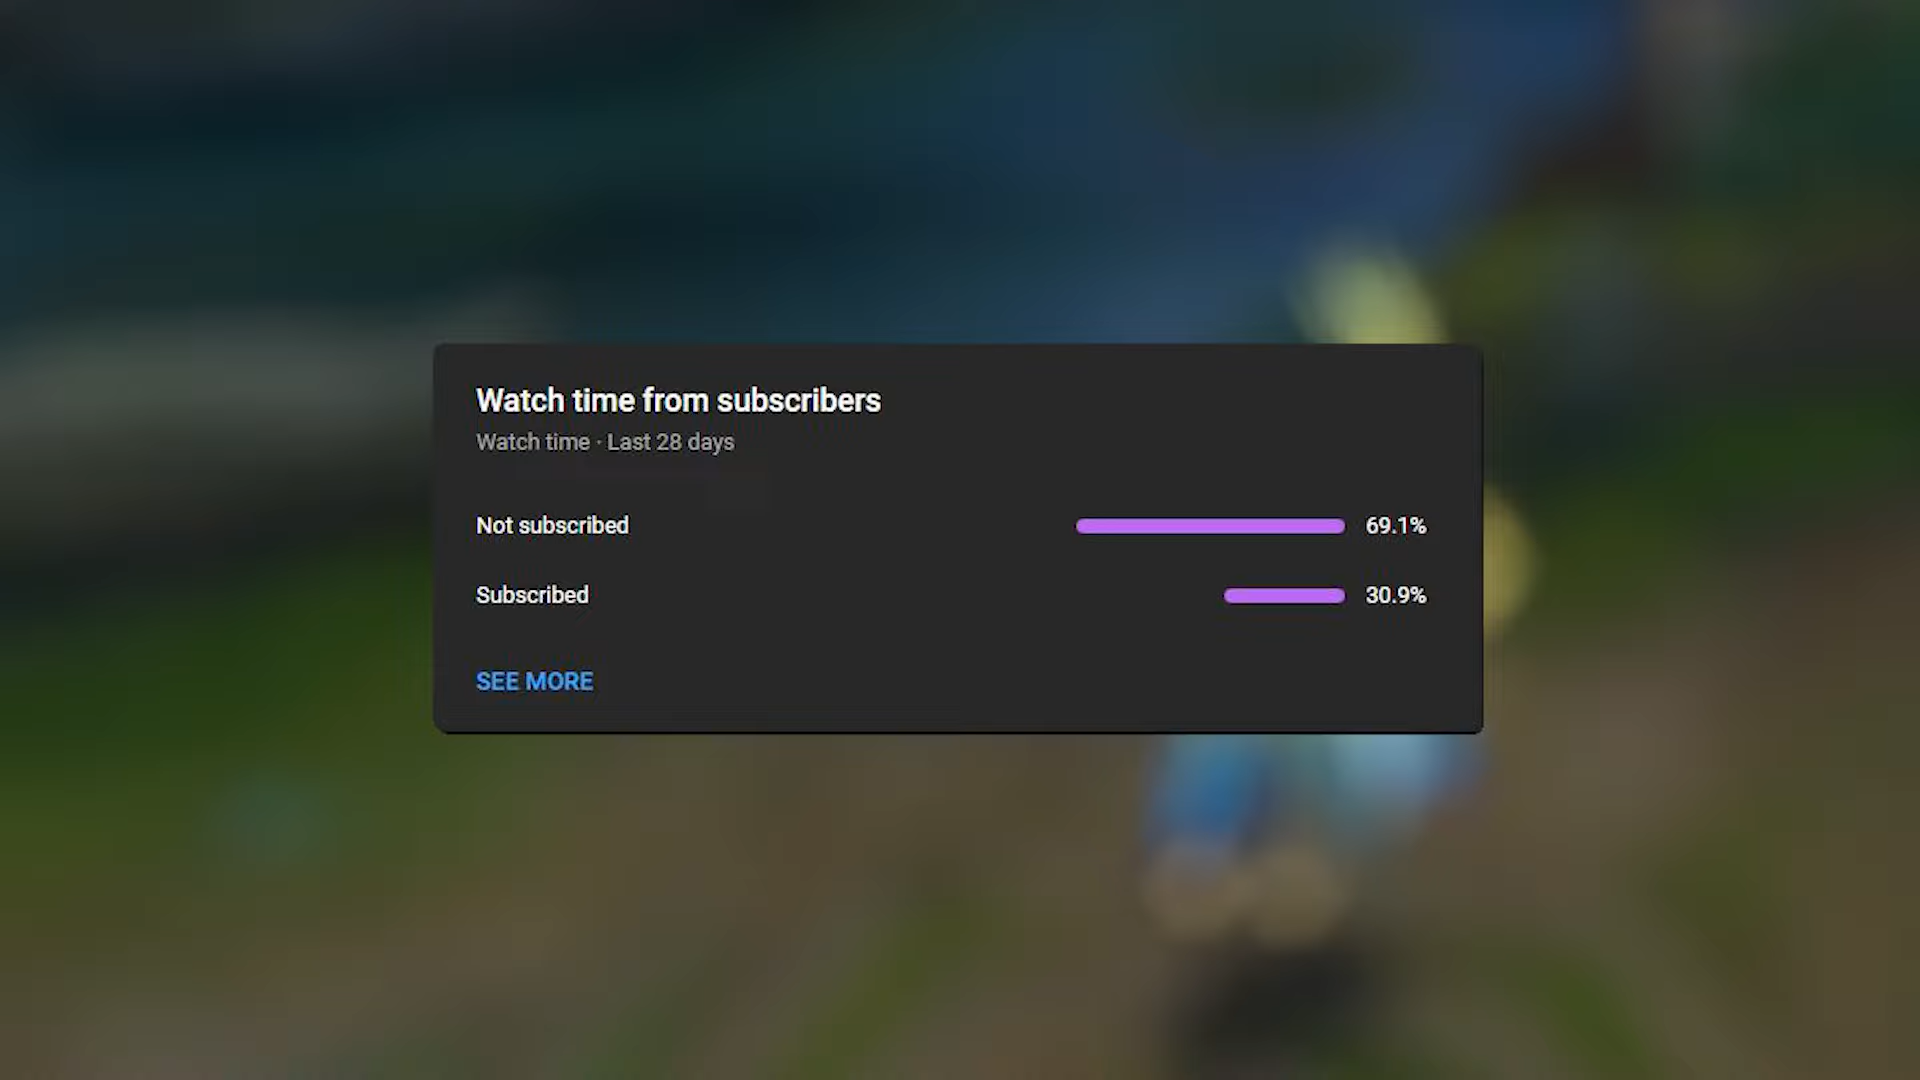 Watch time from subscribers
Watch time · Last 28 days
Not subscribed 69.1%
Subscribed 30.9%
SEE MORE